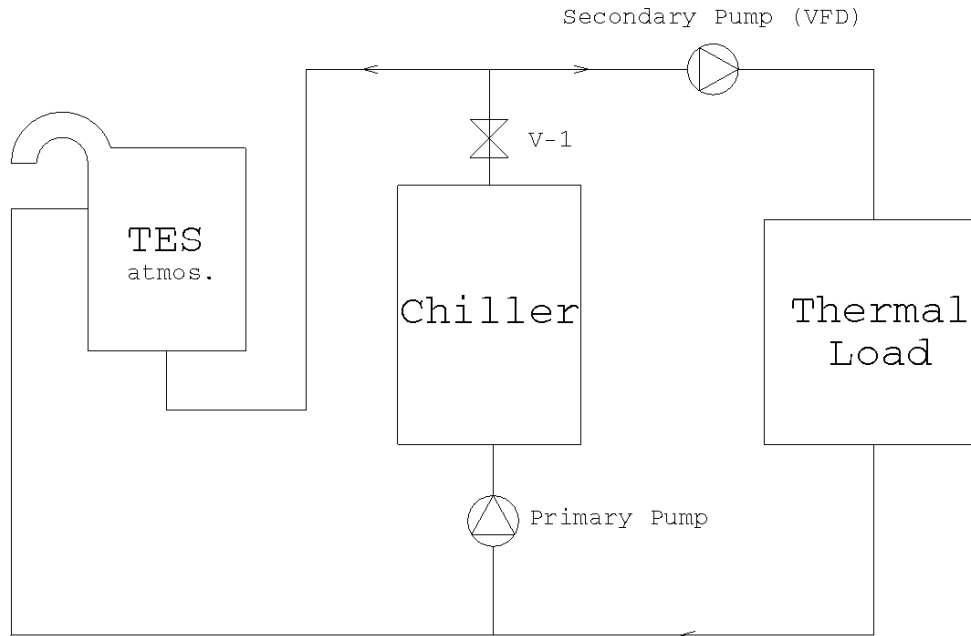 Secondary Pump (VFD)
V-1
TES
atmos.
Chiller
Thermal
Load
Primary Pump